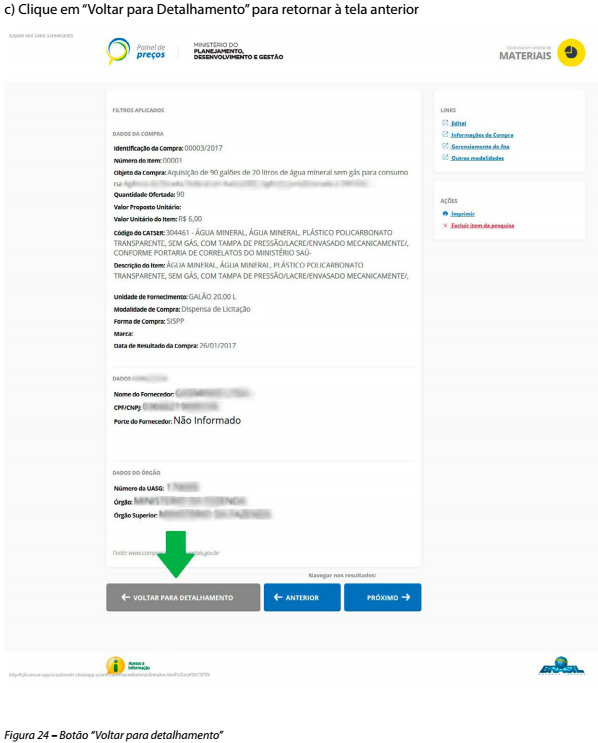 c) Clique em “Voltar para Detalhamento” para retornar à tela anterior
Painel de
preços
MINISTÉRIO DO
PLANEJAMENTO,
DESENVOLVIMENTO E GESTÃO
MATERIAIS
FILTROS APLICADOS
DADOS DA COMPRA
Identificação da Compra: 00003/2017
Número do Item: 00001
Objeto da Compra: Aquisição de 90 galões de 20 litros de água mineral sem gás para consumo
na
Quantidade Ofertada: 90
Valor Proposto Unitário:
Valor Unitário do Item: R$ 6,00
Código do CATSER: 304461 - ÁGUA MINERAL, ÁGUA MINERAL, PLÁSTICO POLICARBONATO
TRANSPARENTE, SEM GÁS, COM TAMPA DE PRESSÃO/LACRE/ENVASADO MECANICAMENTE/,
CONFORME PORTARIA DE CORRELATOS DO MINISTÉRIO SAÚ-
Descrição do Item: ÁGUA MINERAL, ÁGUA MINERAL, PLÁSTICO POLICARBONATO
TRANSPARENTE, SEM GÁS, COM TAMPA DE PRESSÃO/LACRE/ENVASADO MECANICAMENTE/,
Unidade de Fornecimento: GALÃO 20,00 L
Modalidade de Compra: Dispensa de Licitação
Forma de Compra: SISPP
Marca:
Data de Resultado da Compra: 26/01/2017
DADOS
Nome do Fornecedor:
CPF/CNPJ:
Porte do Fornecedor: Não Informado
DADOS DO ÓRGÃO
Número da UASG:
Órgão:
Órgão Superior:
LINKS
Edital
Informações da Compra
Gerenciamento de Ata
Outras modalidades
AÇÕES
Imprimir
Excluir item da pesquisa
Navegar nos resultados:
← VOLTAR PARA DETALHAMENTO
← ANTERIOR
PRÓXIMO →
Acesso à
Informação
BRASIL
Figura 24 – Botão “Voltar para detalhamento”